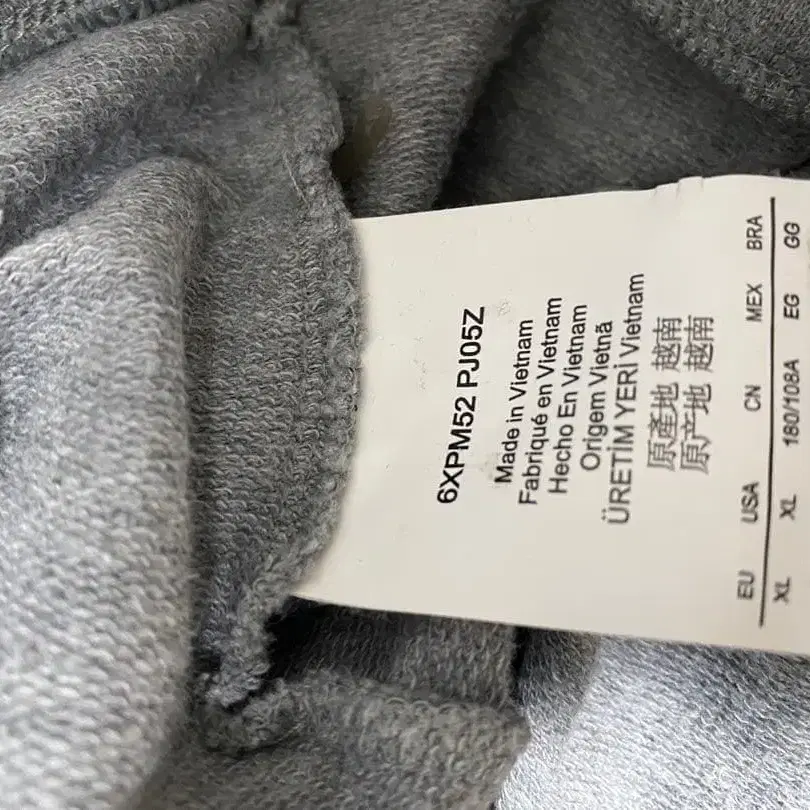 6XPM52 PJ05Z
Made in Vietnam
Fabriqué en Vietnam
Hecho En Vietnam
Origem Vietnã
ÜRETİM YERİ Vietnam
原產地 越南
原产地 越南
EU USA CN MEX BRA
XL XL 180/108A EG GG